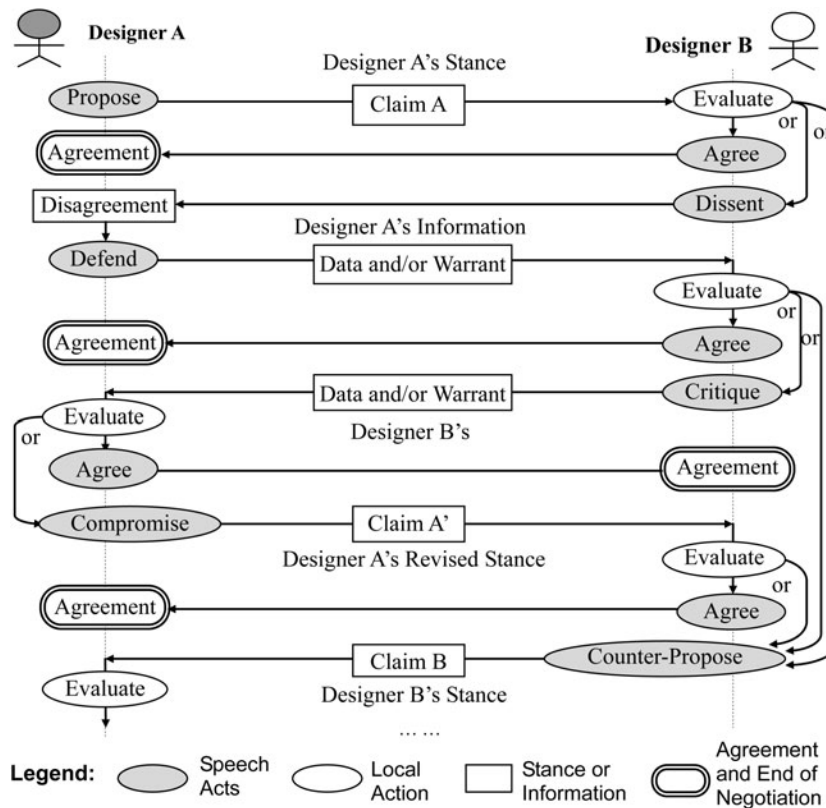 Designer A
Designer B
Designer A's Stance
Propose
Claim A
Evaluate
or
or
Agreement
Agree
Disagreement
Dissent
Designer A's Information
Defend
Data and/or Warrant
Evaluate
or
or
Agreement
Agree
Data and/or Warrant
Critique
Evaluate
or
Designer B's
Agree
Agreement
Compromise
Claim A'
Designer A's Revised Stance
Evaluate
or
Agreement
Agree
Claim B
Counter-Propose
Evaluate
Designer B's Stance
... ...
Legend:
Speech
Acts
Local
Action
Stance or
Information
Agreement
and End of
Negotiation